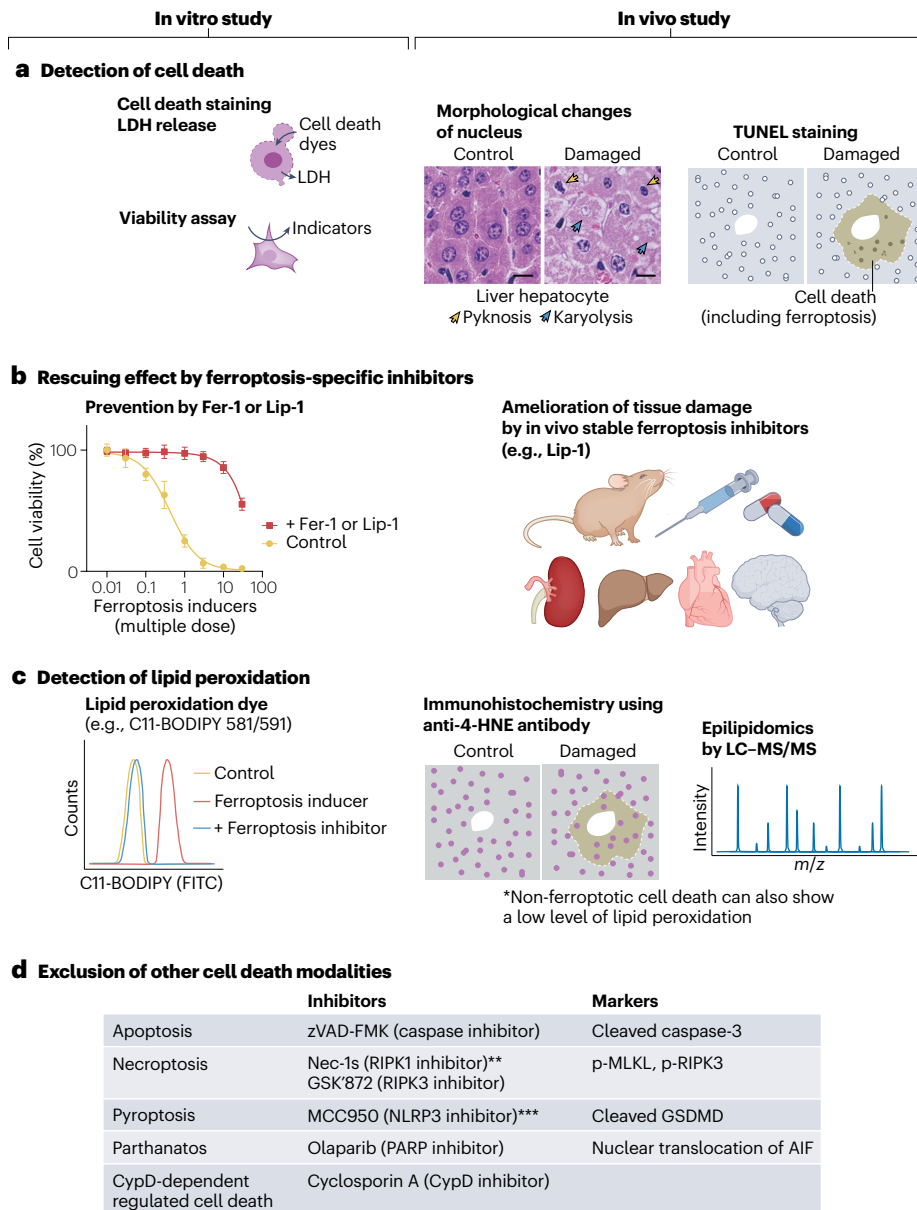 In vitro study
In vivo study
a Detection of cell death
Cell death staining
LDH release
Cell death
dyes
LDH
Viability assay
Indicators
Morphological changes
of nucleus
Control
Damaged
Liver hepatocyte
Pyknosis
Karyolysis
TUNEL staining
Control
Damaged
Cell death
(including ferroptosis)
b Rescuing effect by ferroptosis-specific inhibitors
Prevention by Fer-1 or Lip-1
Cell viability (%)
100
0
0.01
0.1
1
10
100
Ferroptosis inducers
(multiple dose)
+ Fer-1 or Lip-1
Control
Amelioration of tissue damage
by in vivo stable ferroptosis inhibitors
(e.g., Lip-1)
c Detection of lipid peroxidation
Lipid peroxidation dye
(e.g., C11-BODIPY 581/591)
Counts
Control
Ferroptosis inducer
+ Ferroptosis inhibitor
C11-BODIPY (FITC)
Immunohistochemistry using
anti-4-HNE antibody
Control
Damaged
Epilipidomics
by LC–MS/MS
Intensity
m/z
*Non-ferroptotic cell death can also show
a low level of lipid peroxidation
d Exclusion of other cell death modalities
Inhibitors
Markers
Apoptosis
zVAD-FMK (caspase inhibitor)
Cleaved caspase-3
Necroptosis
Nec-1s (RIPK1 inhibitor)**
GSK'872 (RIPK3 inhibitor)
p-MLKL, p-RIPK3
Pyroptosis
MCC950 (NLRP3 inhibitor)***
Cleaved GSDMD
Parthanatos
Olaparib (PARP inhibitor)
Nuclear translocation of AIF
CypD-dependent
regulated cell death
Cyclosporin A (CypD inhibitor)